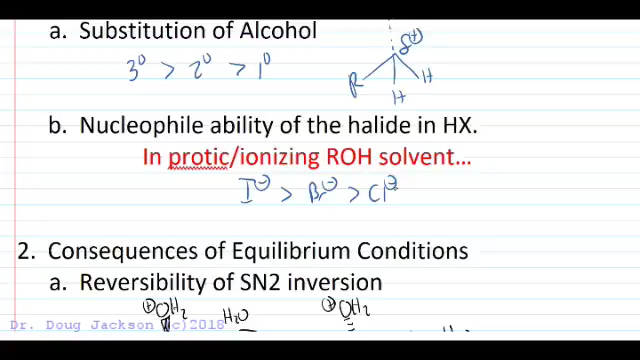 a. Substitution of Alcohol
3° > 2° > 1°
δ⊕
R H
H
b. Nucleophile ability of the halide in HX.
In protic/ionizing ROH solvent...
I⊖ > Br⊖ > Cl⊖
2. Consequences of Equilibrium Conditions
a. Reversibility of SN2 inversion
⊕OH₂ H₂O ⊕OH₂
Dr. Doug Jackson (c)2018